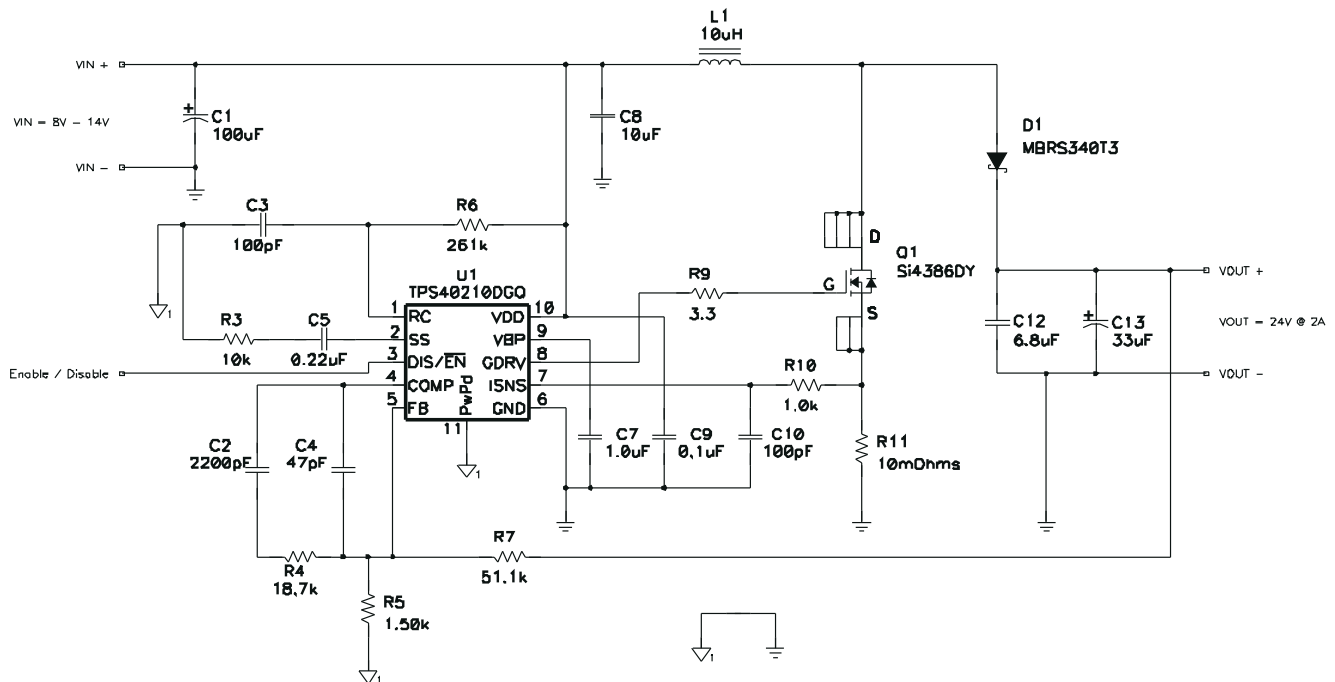 L1
10uH
VIN +
C1
100uF
VIN = 8V – 14V
VIN –
C8
10uF
D1
MBRS340T3
C3
100pF
R6
261k
U1
TPS40210DGQ
D
Q1
Si4386DY
G
S
R9
3.3
VOUT +
1
1 RC
VDD 10
R3
10k
C5
0.22uF
2 SS
VBP 9
3 DIS/EN
GDRV 8
C12
6.8uF
C13
33uF
VOUT = 24V @ 2A
Enable / Disable
4 COMP
ISNS 7
R10
1.0k
VOUT –
5 FB
PwPd
GND 6
11
1
C2
2200pF
C4
47pF
C7
1.0uF
C9
0.1uF
C10
100pF
R11
10mOhms
R4
18.7k
R7
51.1k
R5
1.50k
1
1